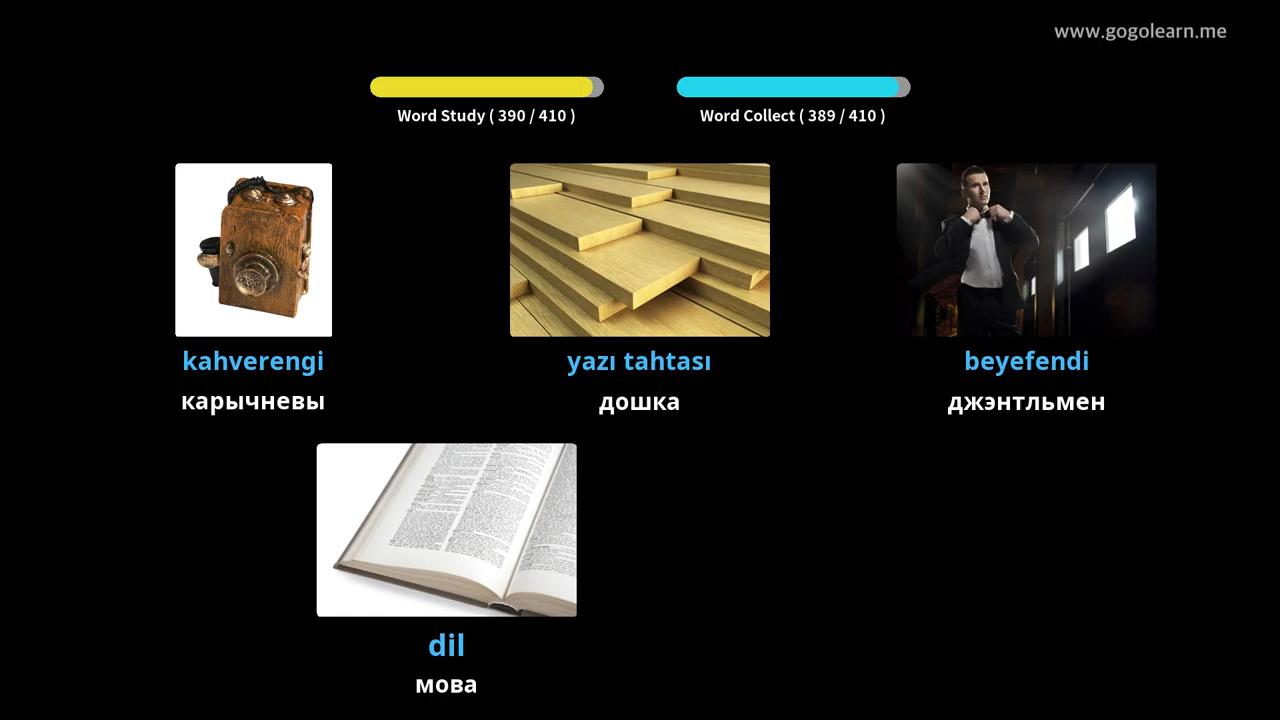 www.gogolearn.me
Word Study ( 390 / 410 )
Word Collect ( 389 / 410 )
kahverengi
карычневы
yazı tahtası
дошка
beyefendi
джэнтльмен
dil
мова